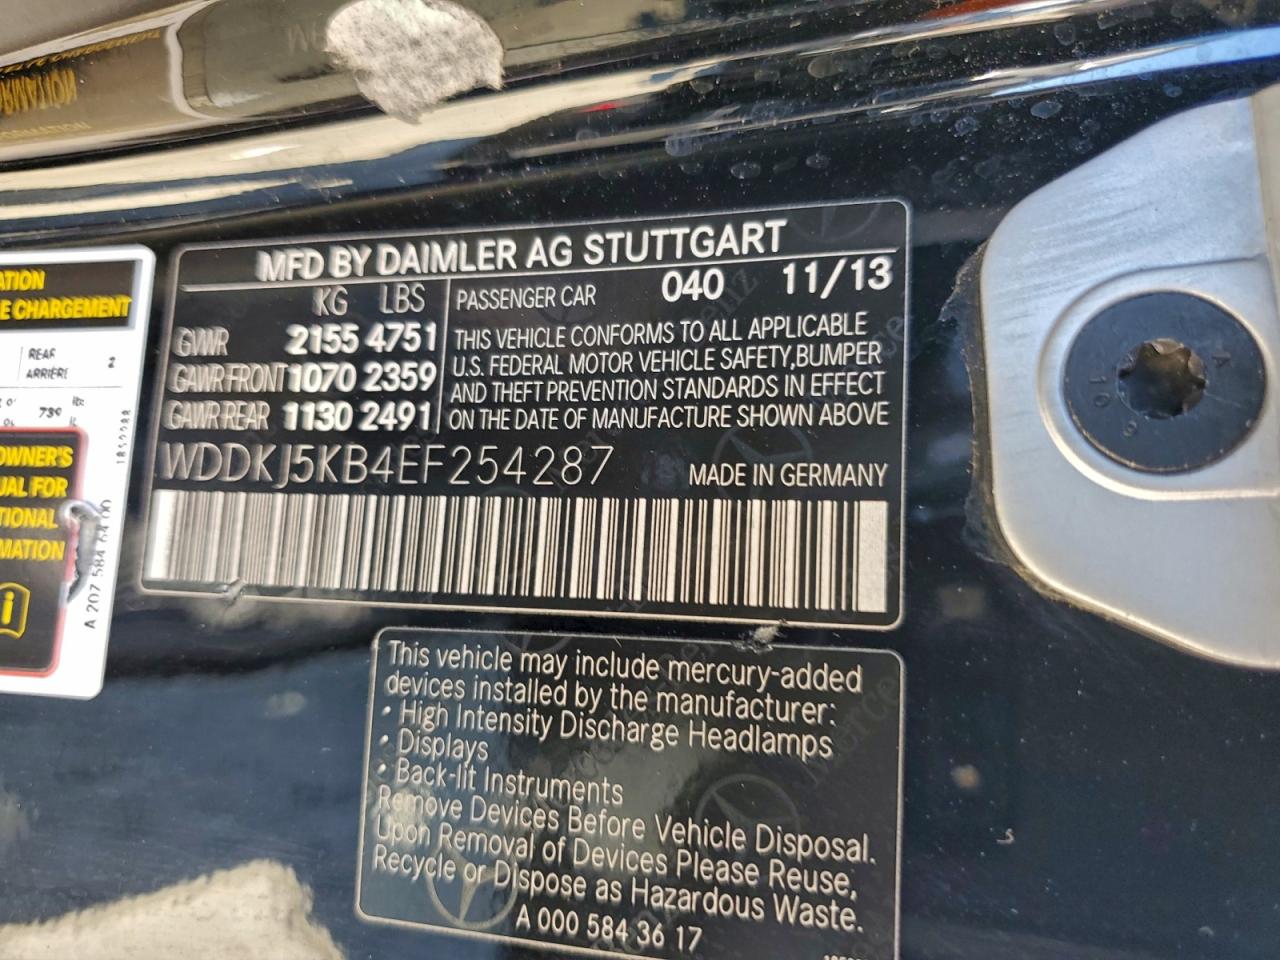 MFD BY DAIMLER AG STUTTGART
KG LBS PASSENGER CAR 040 11/13
GVWR 2155 4751
GAWR FRONT 1070 2359
GAWR REAR 1130 2491
THIS VEHICLE CONFORMS TO ALL APPLICABLE
U.S. FEDERAL MOTOR VEHICLE SAFETY, BUMPER
AND THEFT PREVENTION STANDARDS IN EFFECT
ON THE DATE OF MANUFACTURE SHOWN ABOVE
WDDKJ5KB4EF254287 MADE IN GERMANY
This vehicle may include mercury-added
devices installed by the manufacturer:
• High Intensity Discharge Headlamps
• Displays
• Back-lit Instruments
Remove Devices Before Vehicle Disposal.
Upon Removal of Devices Please Reuse,
Recycle or Dispose as Hazardous Waste.
A 000 584 36 17
ATION
E CHARGEMENT
REAR 2
ARRIÈRE
739
OWNER'S
UAL FOR
TIONAL
MATION
i
A 207 584 64 00
A
10
9